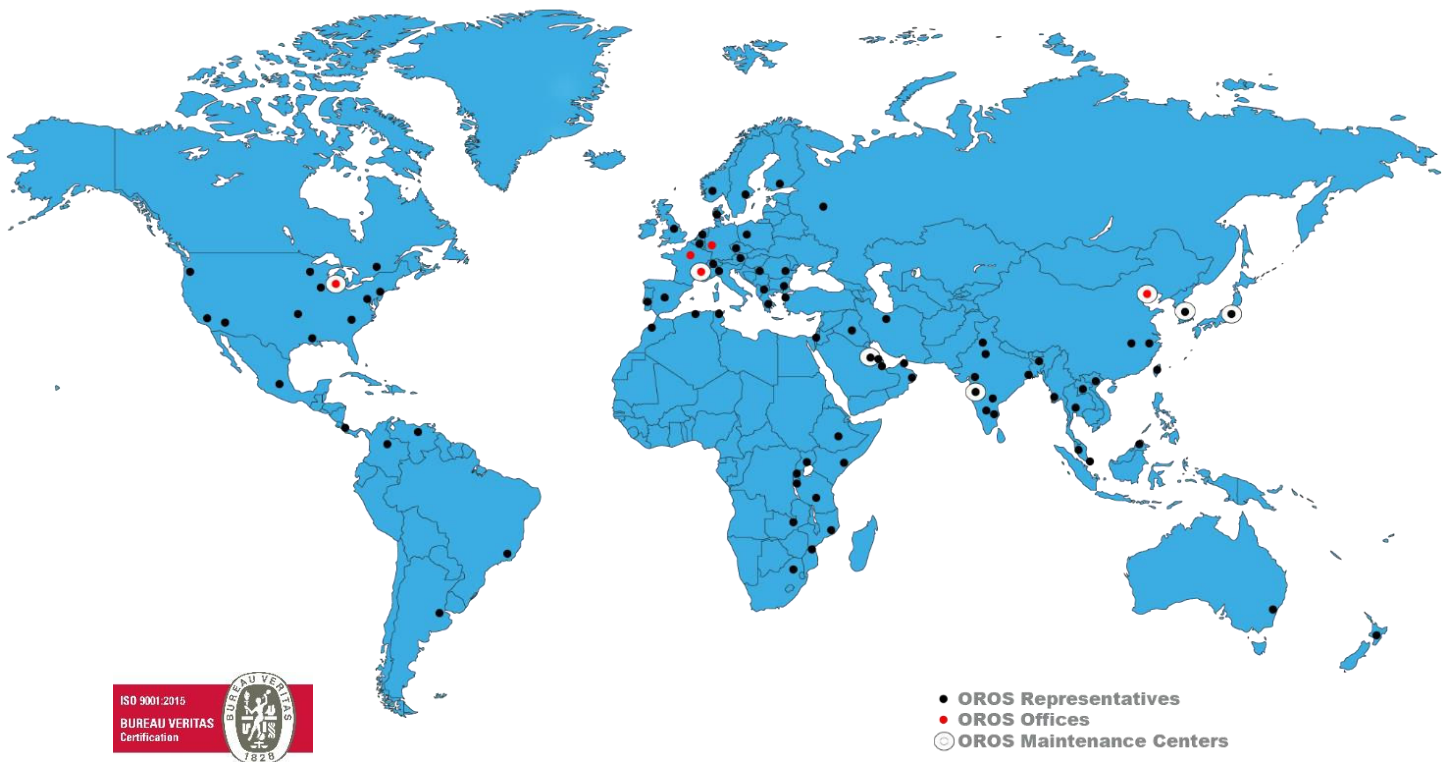 ISO 9001:2015
BUREAU VERITAS
Certification
BUREAU VERITAS
1828
OROS Representatives
OROS Offices
OROS Maintenance Centers